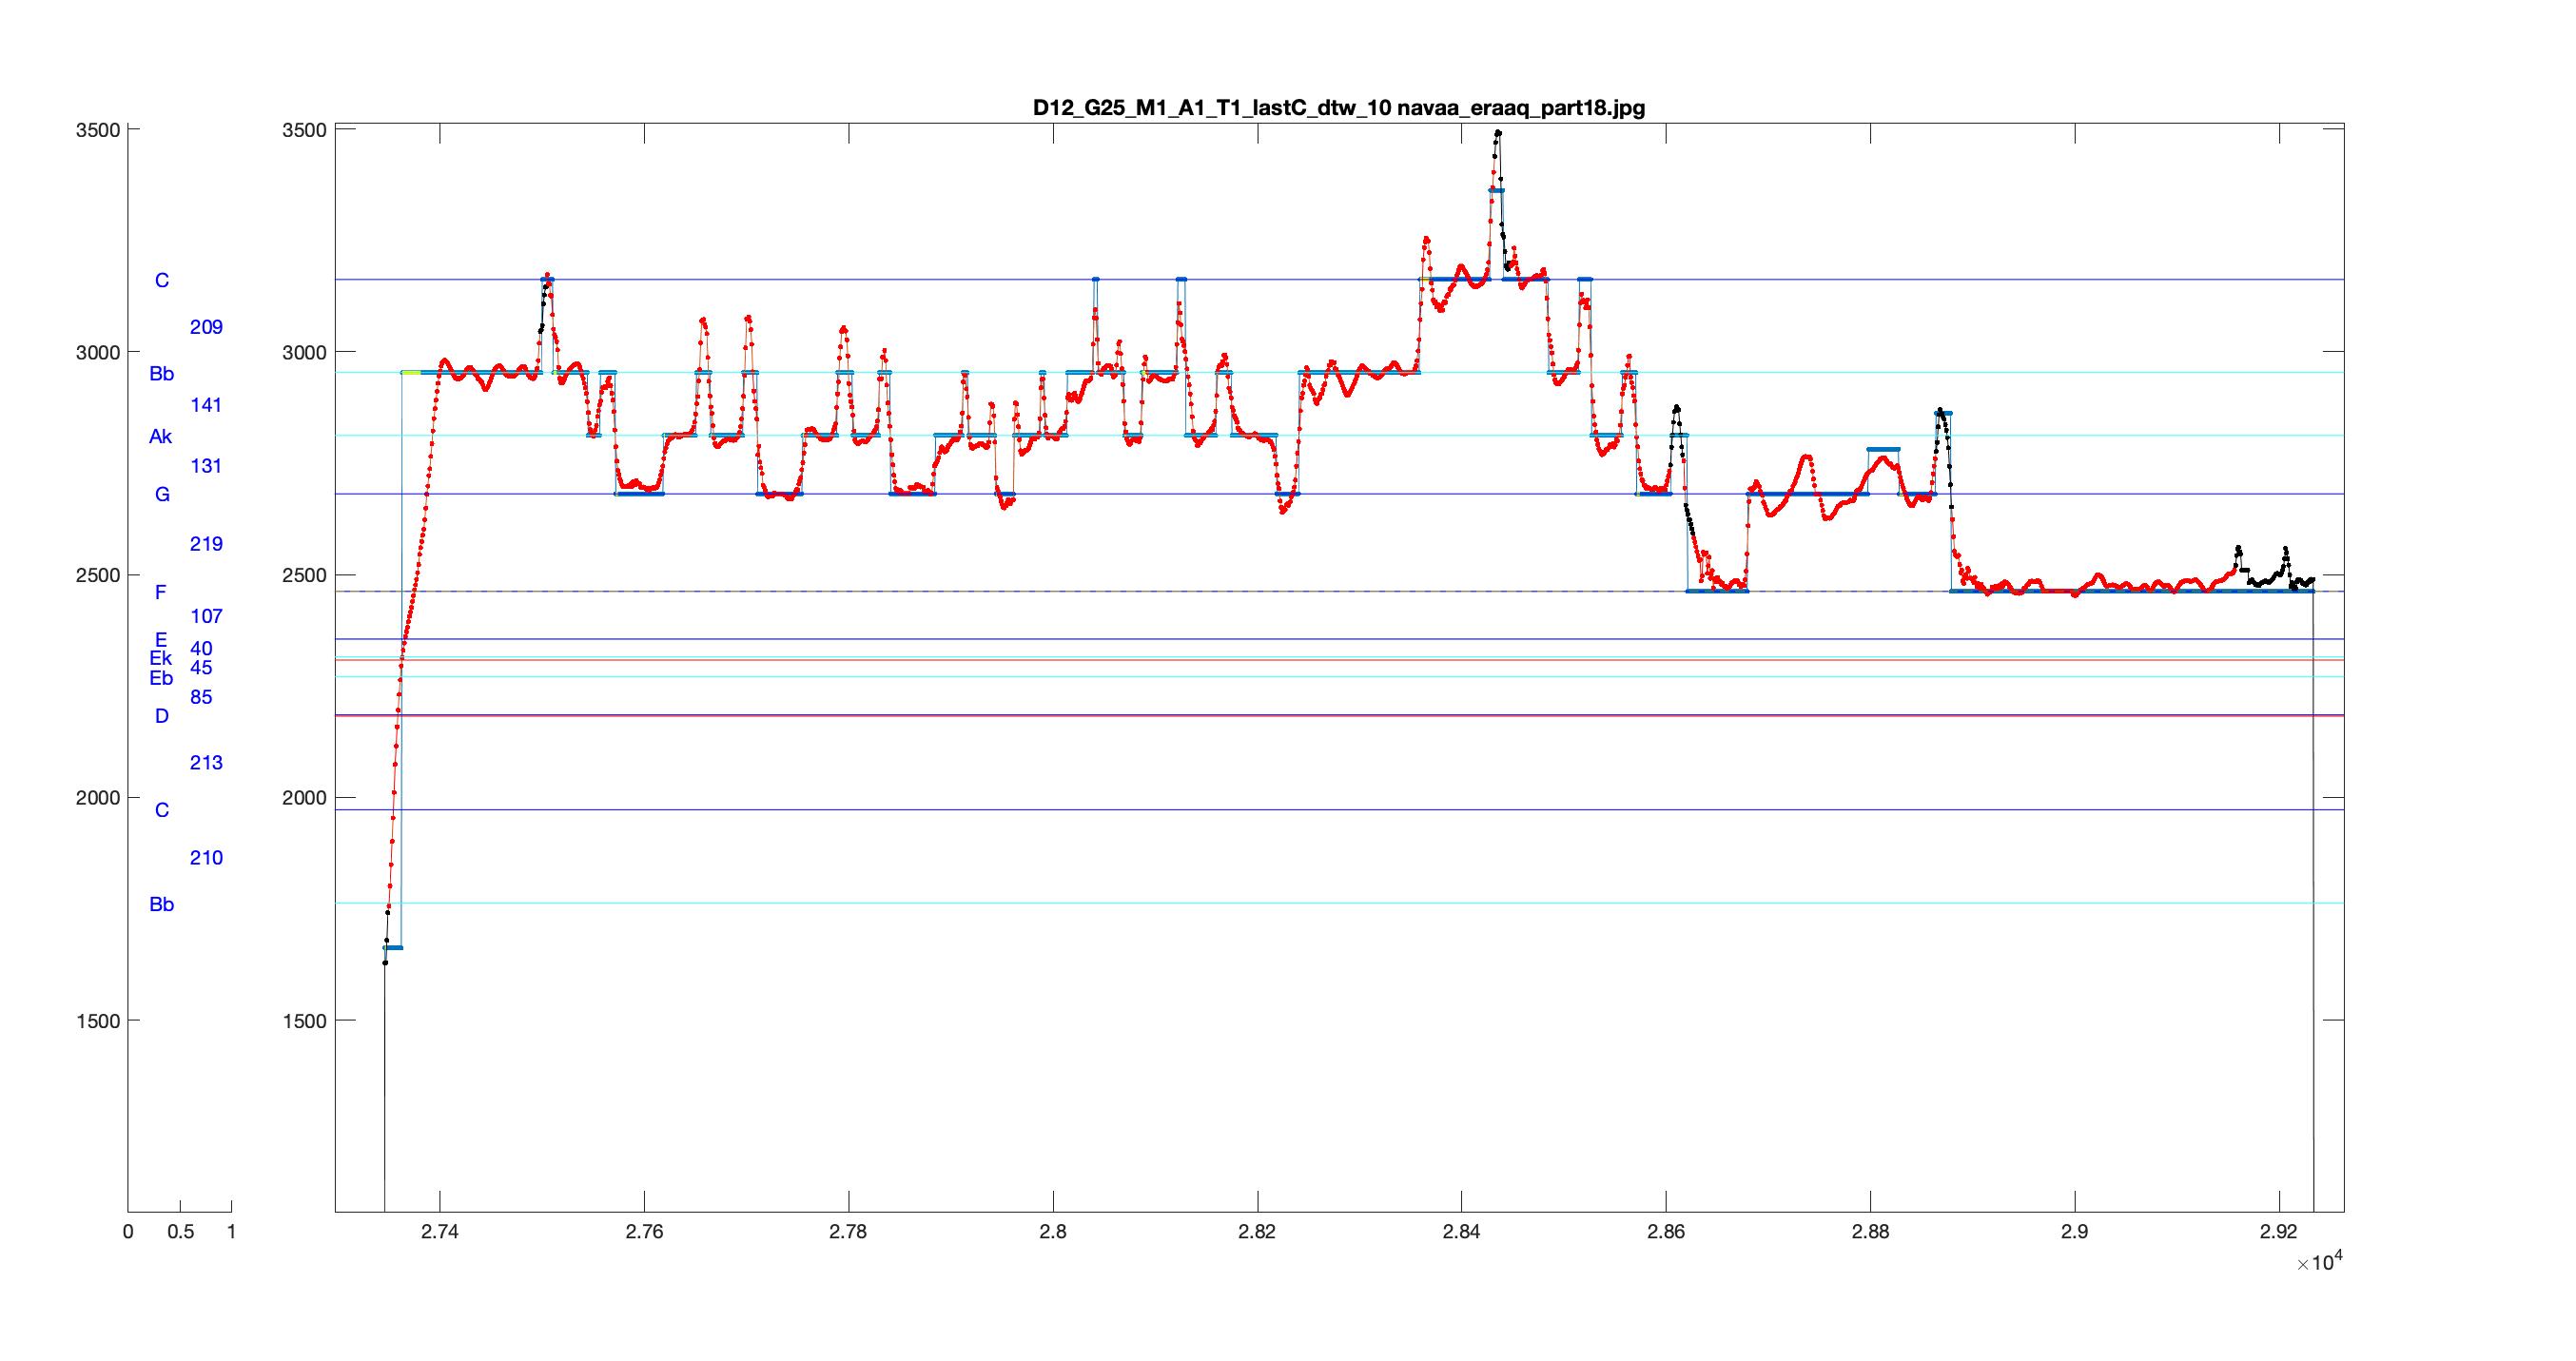 D12_G25_M1_A1_T1_lastC_dtw_10 navaa_eraaq_part18.jpg
3500
3000
2500
2000
1500
0 0.5 1
C
209
Bb
141
Ak
131
G
219
F
107
E
40
Ek
45
Eb
85
D
213
C
210
Bb
3500
3000
2500
2000
1500
2.74 2.76 2.78 2.8 2.82 2.84 2.86 2.88 2.9 2.92
×10^4